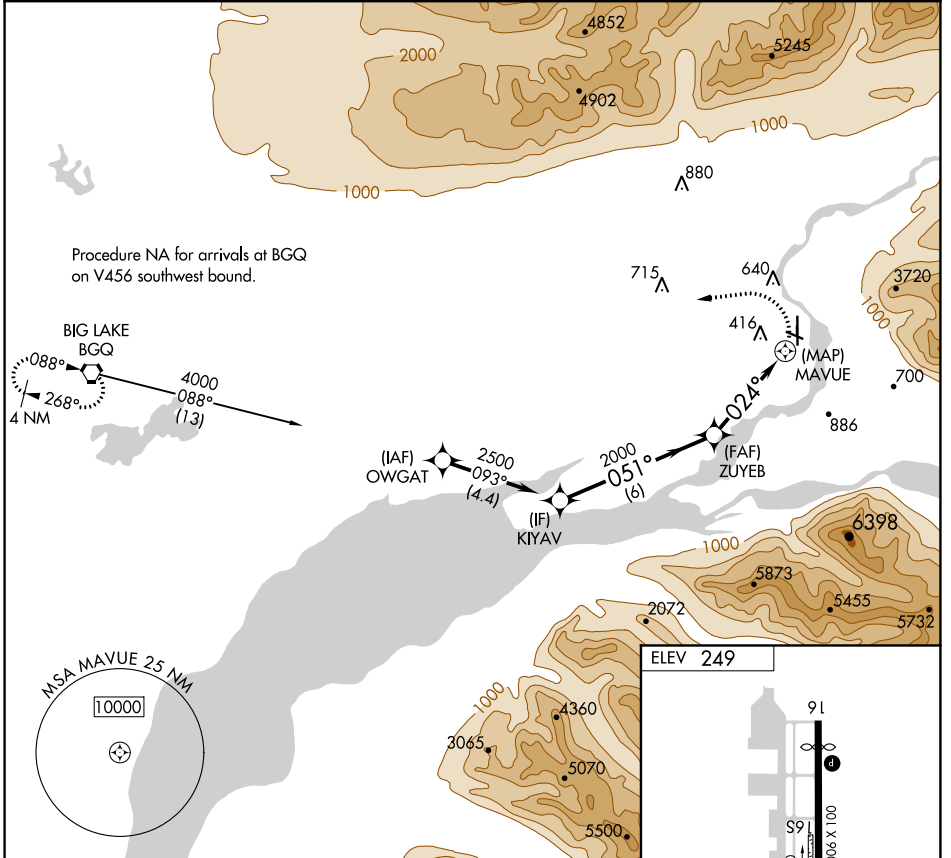 4852
5245
2000
4902
1000
1000
880
Procedure NA for arrivals at BGQ
on V456 southwest bound.
715
640
3720
1000
BIG LAKE
BGQ
416
(MAP)
MAVUE
088°
4000
088°
(13)
268°
4 NM
700
024°
886
(IAF)
OWGAT
2500
093°
(4.4)
2000
051°
(6)
(FAF)
ZUYEB
(IF)
KIYAV
6398
1000
5873
5455
5732
2072
MSA MAVUE 25 NM
10000
1000
4360
3065
5070
5500
ELEV 249
16
P
16S